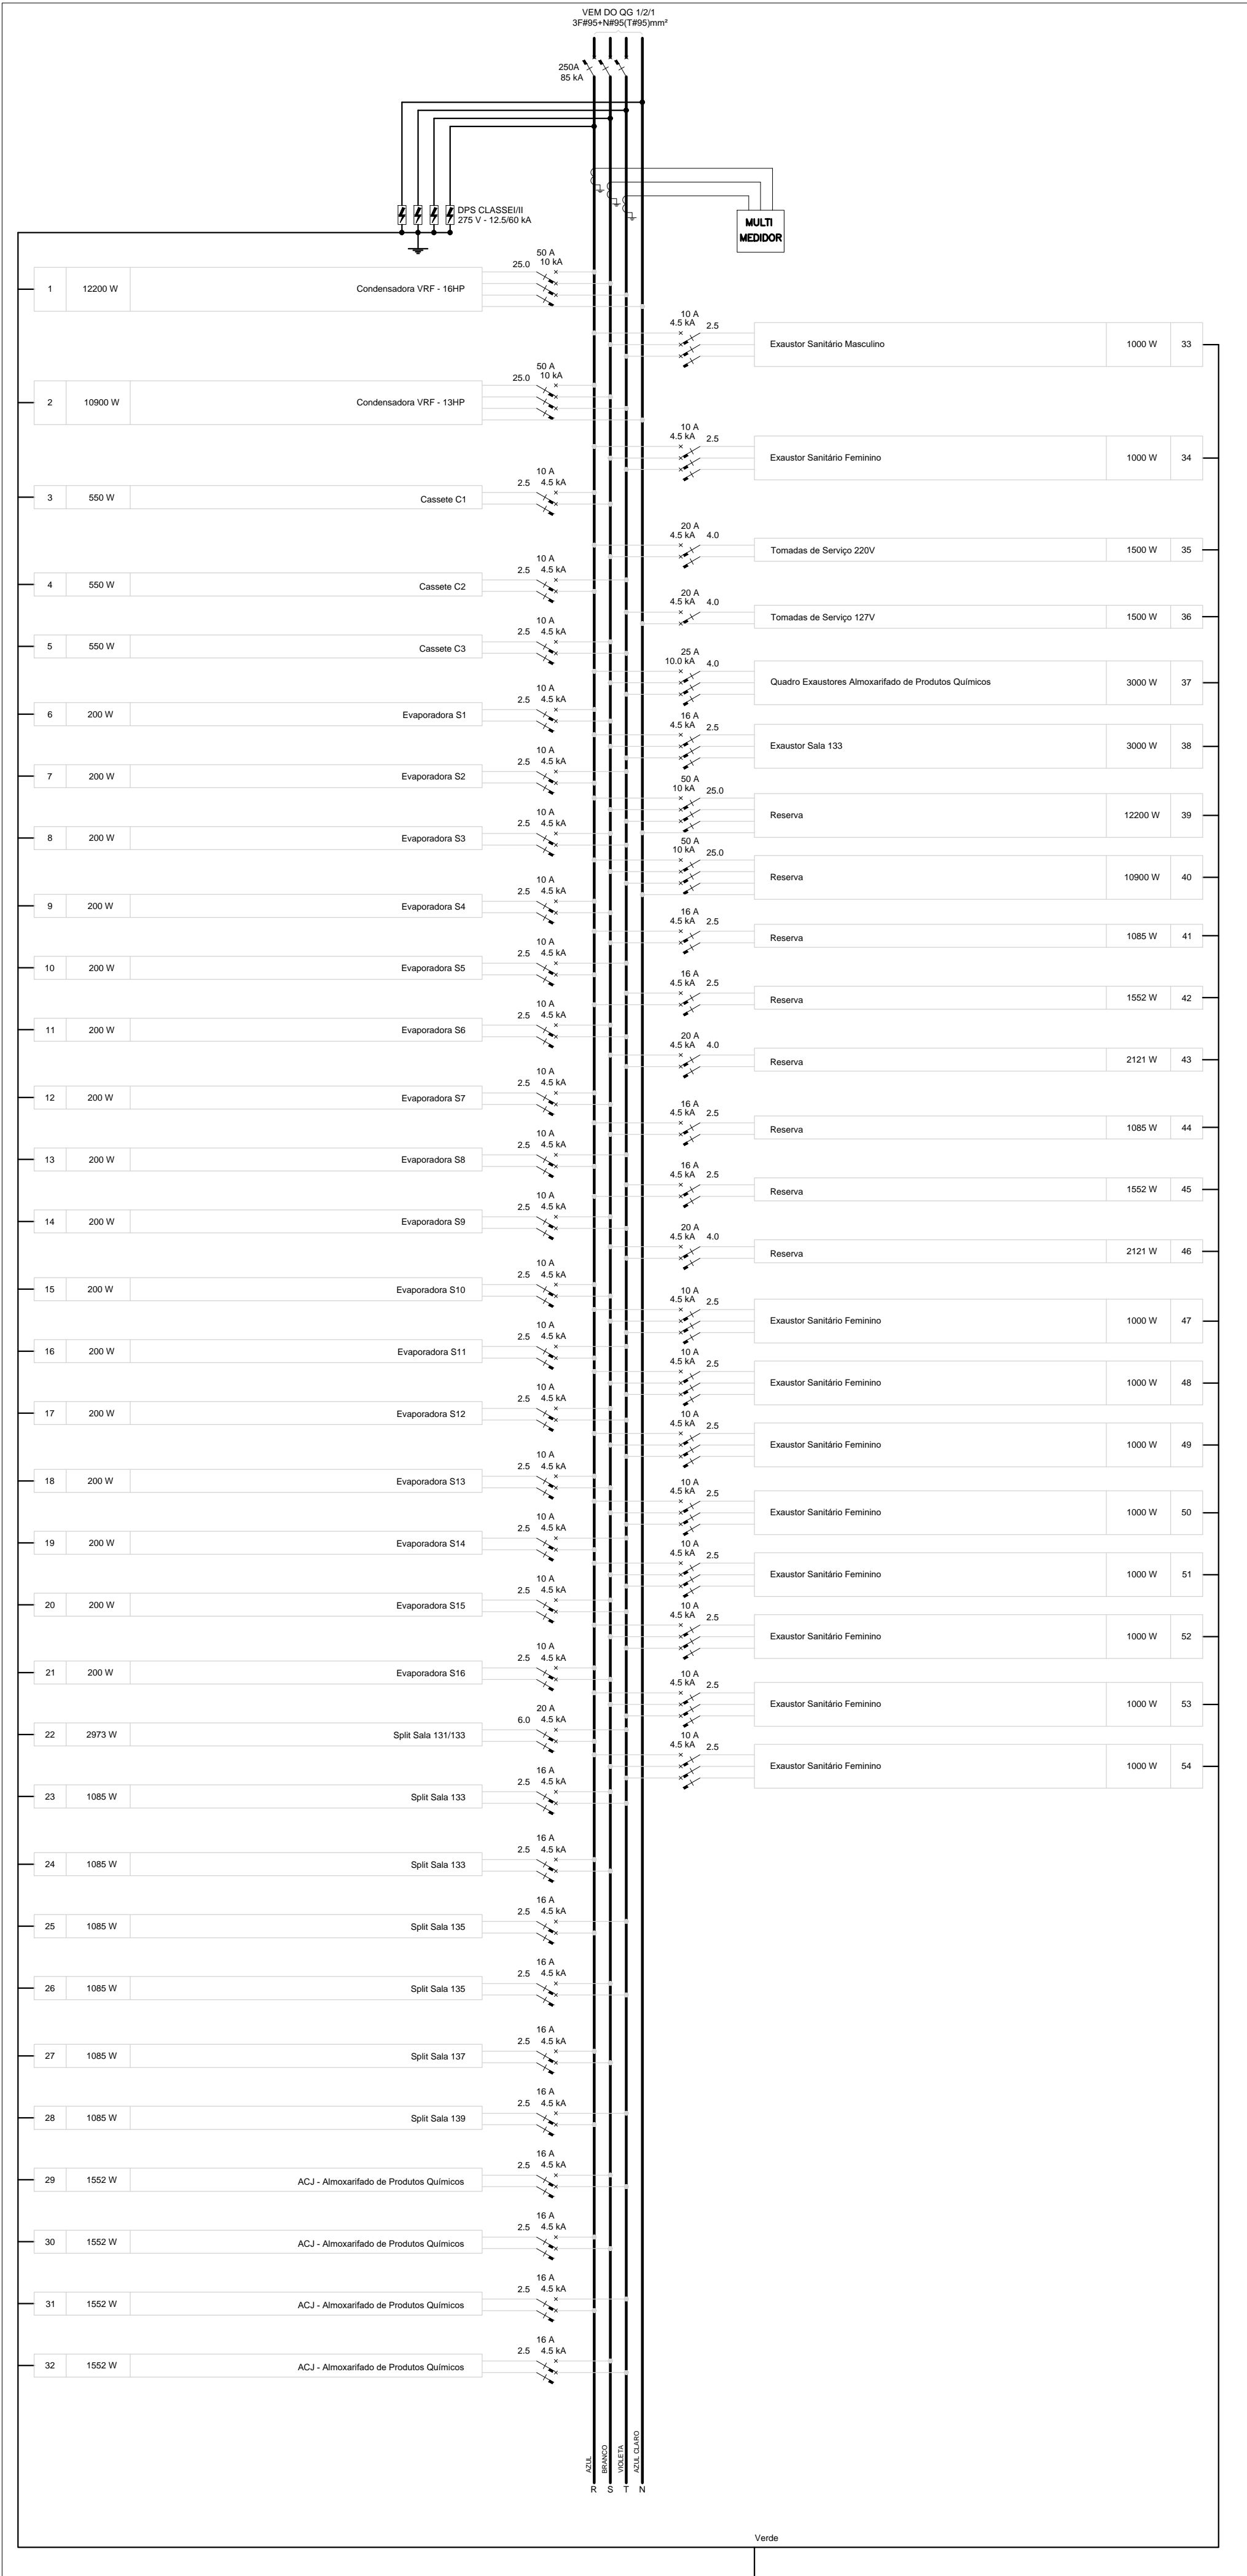 VEM DO QG 1/2/1
3F#95+N#95(T#95)mm²
250A
85 kA
DPS CLASSEI/II
275 V - 12.5/60 kA
MULTI
MEDIDOR
50 A
25.0 10 kA
1 12200 W Condensadora VRF - 16HP
50 A
25.0 10 kA
2 10900 W Condensadora VRF - 13HP
10 A
2.5 4.5 kA
3 550 W Cassete C1
10 A
2.5 4.5 kA
4 550 W Cassete C2
10 A
2.5 4.5 kA
5 550 W Cassete C3
10 A
2.5 4.5 kA
6 200 W Evaporadora S1
10 A
2.5 4.5 kA
7 200 W Evaporadora S2
10 A
2.5 4.5 kA
8 200 W Evaporadora S3
10 A
2.5 4.5 kA
9 200 W Evaporadora S4
10 A
2.5 4.5 kA
10 200 W Evaporadora S5
10 A
2.5 4.5 kA
11 200 W Evaporadora S6
10 A
2.5 4.5 kA
12 200 W Evaporadora S7
10 A
2.5 4.5 kA
13 200 W Evaporadora S8
10 A
2.5 4.5 kA
14 200 W Evaporadora S9
10 A
2.5 4.5 kA
15 200 W Evaporadora S10
10 A
2.5 4.5 kA
16 200 W Evaporadora S11
10 A
2.5 4.5 kA
17 200 W Evaporadora S12
10 A
2.5 4.5 kA
18 200 W Evaporadora S13
10 A
2.5 4.5 kA
19 200 W Evaporadora S14
10 A
2.5 4.5 kA
20 200 W Evaporadora S15
10 A
2.5 4.5 kA
21 200 W Evaporadora S16
20 A
6.0 4.5 kA
22 2973 W Split Sala 131/133
16 A
2.5 4.5 kA
23 1085 W Split Sala 133
16 A
2.5 4.5 kA
24 1085 W Split Sala 133
16 A
2.5 4.5 kA
25 1085 W Split Sala 135
16 A
2.5 4.5 kA
26 1085 W Split Sala 135
16 A
2.5 4.5 kA
27 1085 W Split Sala 137
16 A
2.5 4.5 kA
28 1085 W Split Sala 139
16 A
2.5 4.5 kA
29 1552 W ACJ - Almoxarifado de Produtos Químicos
16 A
2.5 4.5 kA
30 1552 W ACJ - Almoxarifado de Produtos Químicos
16 A
2.5 4.5 kA
31 1552 W ACJ - Almoxarifado de Produtos Químicos
16 A
2.5 4.5 kA
32 1552 W ACJ - Almoxarifado de Produtos Químicos
10 A
4.5 kA 2.5
Exaustor Sanitário Masculino 1000 W 33
10 A
4.5 kA 2.5
Exaustor Sanitário Feminino 1000 W 34
20 A
4.5 kA 4.0
Tomadas de Serviço 220V 1500 W 35
20 A
4.5 kA 4.0
Tomadas de Serviço 127V 1500 W 36
25 A
10.0 kA 4.0
Quadro Exaustores Almoxarifado de Produtos Químicos 3000 W 37
16 A
4.5 kA 2.5
Exaustor Sala 133 3000 W 38
50 A
10 kA 25.0
Reserva 12200 W 39
50 A
10 kA 25.0
Reserva 10900 W 40
16 A
4.5 kA 2.5
Reserva 1085 W 41
16 A
4.5 kA 2.5
Reserva 1552 W 42
20 A
4.5 kA 4.0
Reserva 2121 W 43
16 A
4.5 kA 2.5
Reserva 1085 W 44
16 A
4.5 kA 2.5
Reserva 1552 W 45
20 A
4.5 kA 4.0
Reserva 2121 W 46
10 A
4.5 kA 2.5
Exaustor Sanitário Feminino 1000 W 47
10 A
4.5 kA 2.5
Exaustor Sanitário Feminino 1000 W 48
10 A
4.5 kA 2.5
Exaustor Sanitário Feminino 1000 W 49
10 A
4.5 kA 2.5
Exaustor Sanitário Feminino 1000 W 50
10 A
4.5 kA 2.5
Exaustor Sanitário Feminino 1000 W 51
10 A
4.5 kA 2.5
Exaustor Sanitário Feminino 1000 W 52
10 A
4.5 kA 2.5
Exaustor Sanitário Feminino 1000 W 53
10 A
4.5 kA 2.5
Exaustor Sanitário Feminino 1000 W 54
AZUL
BRANCO
VIOLETA
AZUL CLARO
R S T N
Verde